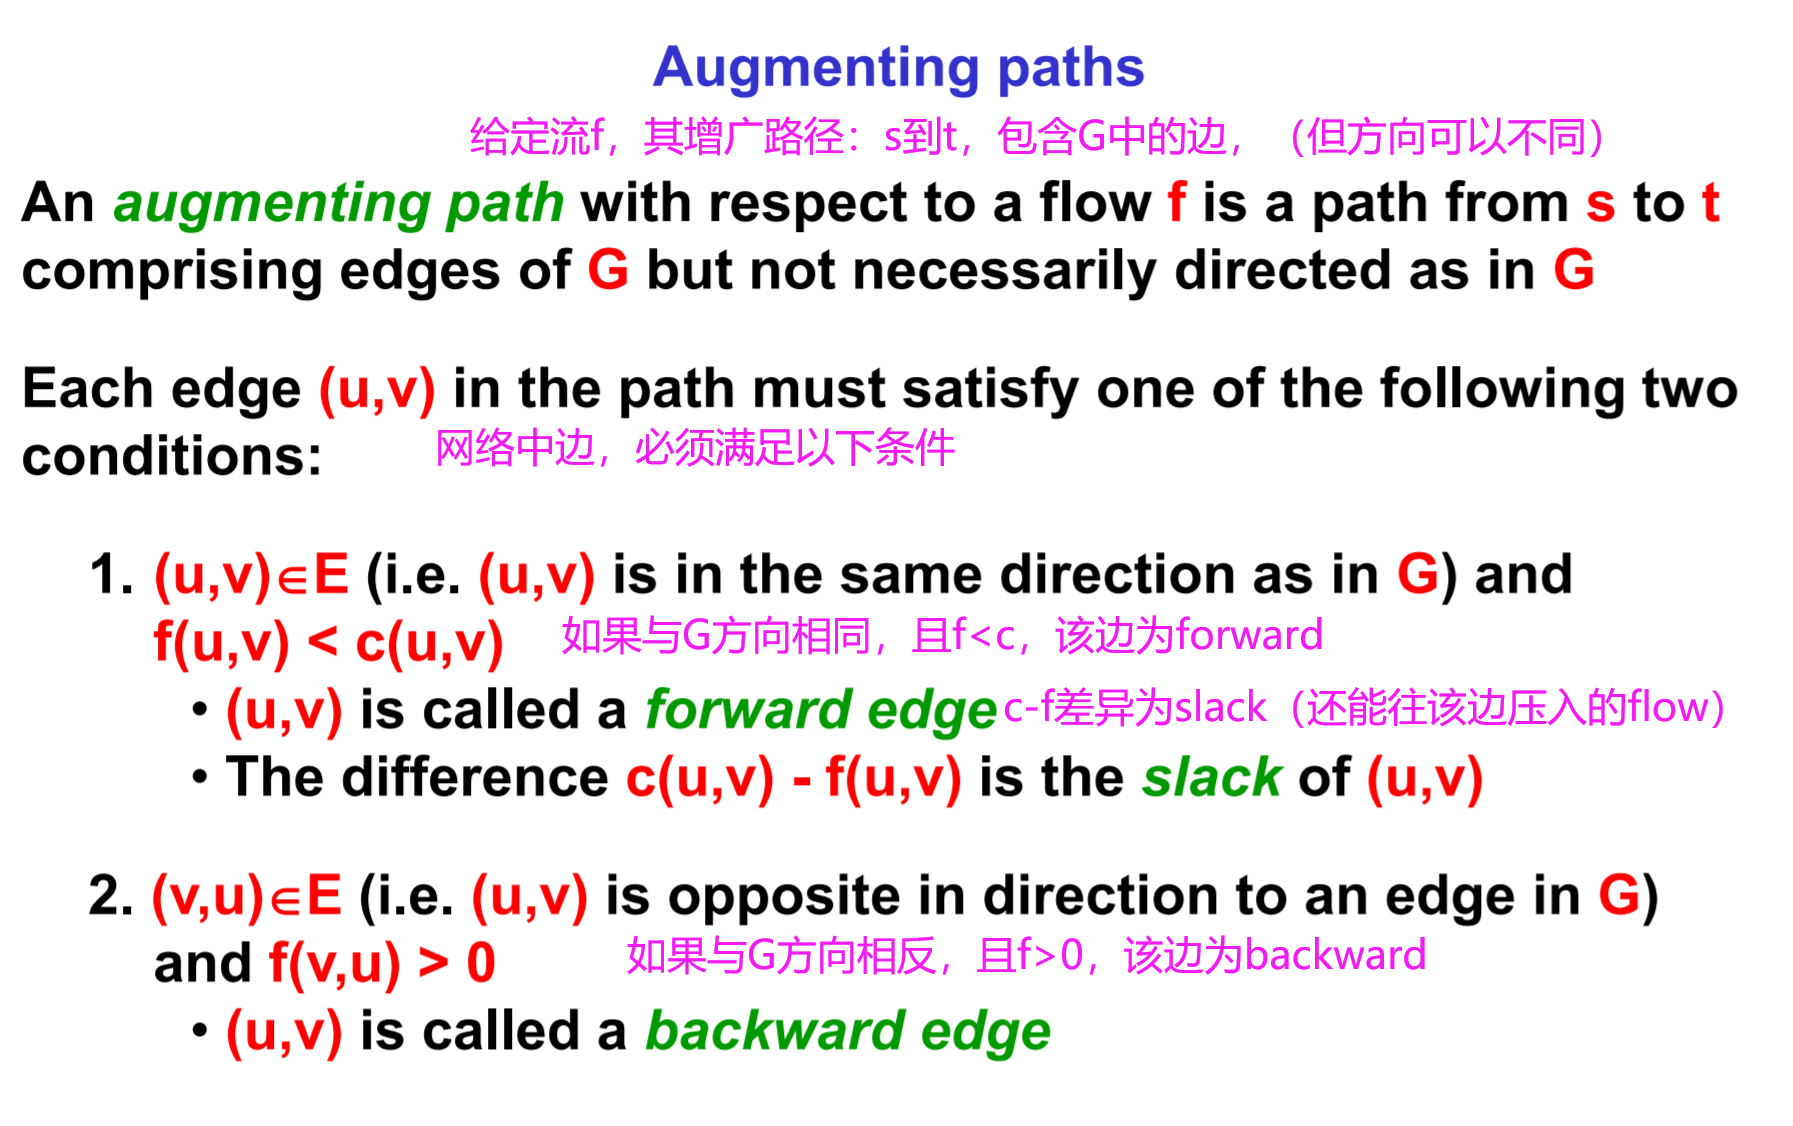 Augmenting paths
给定流f，其增广路径：s到t，包含G中的边，（但方向可以不同）
An augmenting path with respect to a flow f is a path from s to t
comprising edges of G but not necessarily directed as in G
Each edge (u,v) in the path must satisfy one of the following two
conditions:
网络中边，必须满足以下条件
1. (u,v)∈E (i.e. (u,v) is in the same direction as in G) and
f(u,v) < c(u,v)
如果与G方向相同，且f<c，该边为forward
• (u,v) is called a forward edge
c-f差异为slack（还能往该边压入的flow）
• The difference c(u,v) - f(u,v) is the slack of (u,v)
2. (v,u)∈E (i.e. (u,v) is opposite in direction to an edge in G)
and f(v,u) > 0
如果与G方向相反，且f>0，该边为backward
• (u,v) is called a backward edge